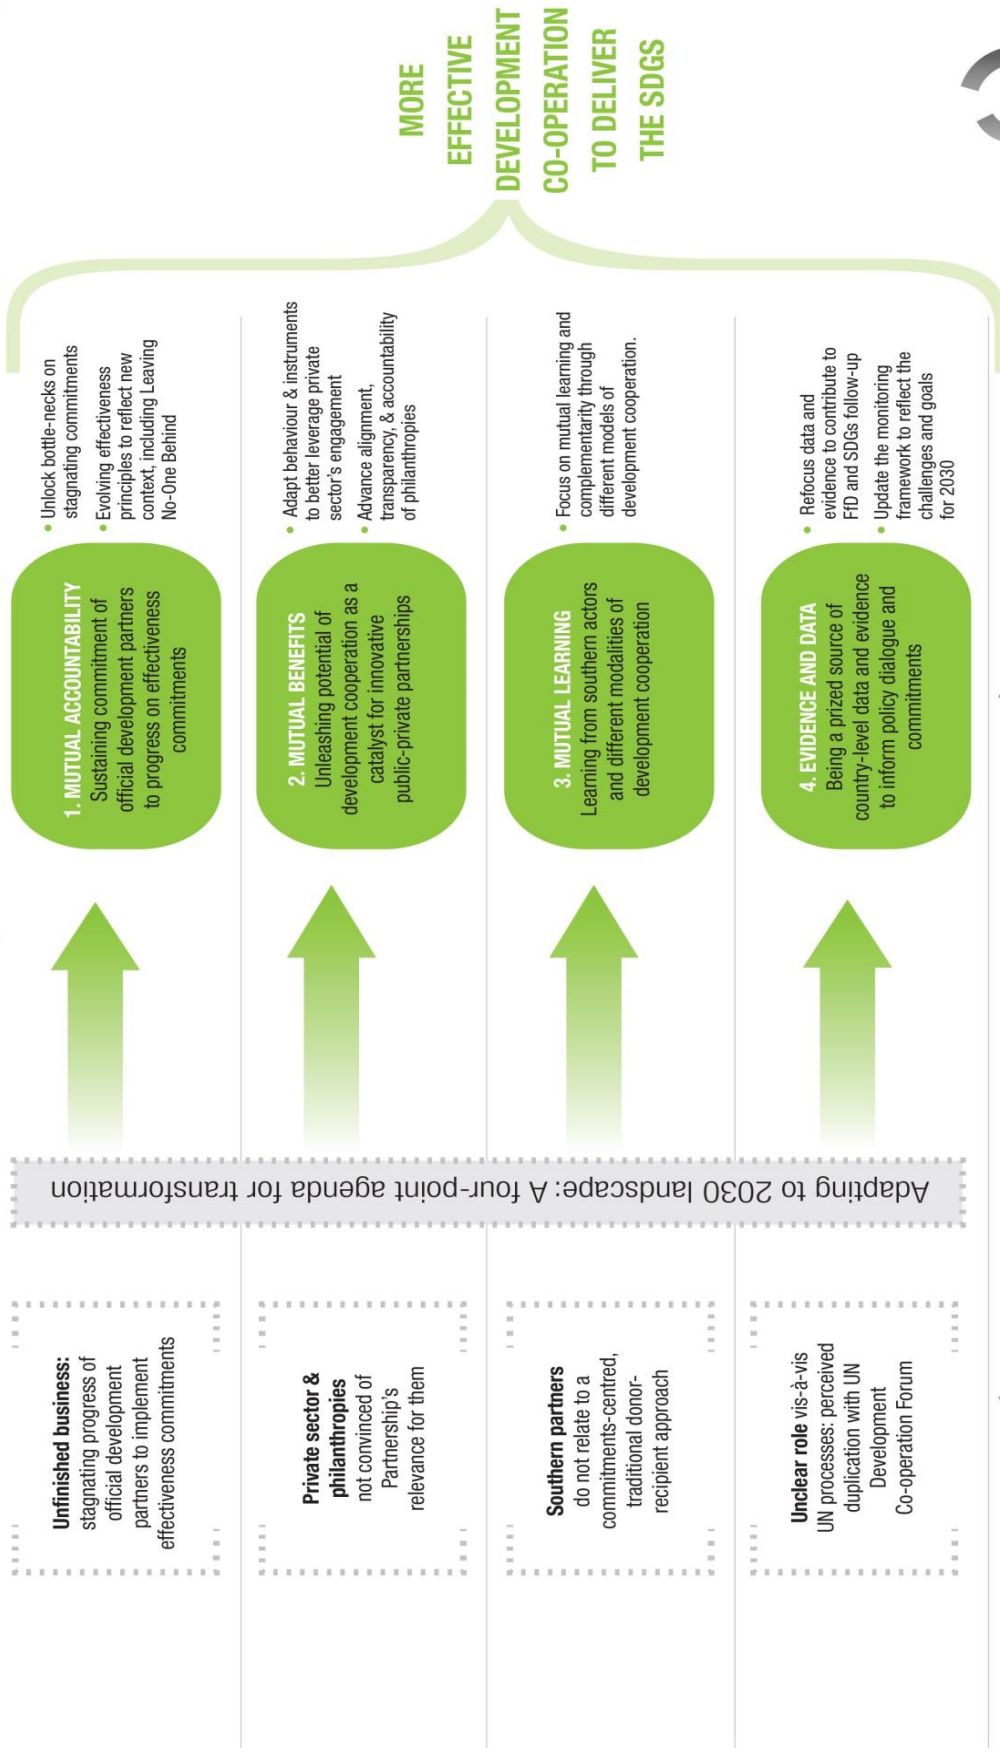 Unfinished business:
stagnating progress of
official development
partners to implement
effectiveness commitments
Private sector &
philanthropies
not convinced of
Partnership's
relevance for them
Southern partners
do not relate to a
commitments-centred,
traditional donor-
recipient approach
Unclear role vis-à-vis
UN processes: perceived
duplication with UN
Development
Co-operation Forum
Adapting to 2030 landscape: A four-point agenda for transformation
1. MUTUAL ACCOUNTABILITY
Sustaining commitment of
official development partners
to progress on effectiveness
commitments
• Unlock bottle-necks on
stagnating commitments
• Evolving effectiveness
principles to reflect new
context, including Leaving
No-One Behind
2. MUTUAL BENEFITS
Unleashing potential of
development cooperation as a
catalyst for innovative
public-private partnerships
• Adapt behaviour & instruments
to better leverage private
sector's engagement
• Advance alignment,
transparency, & accountability
of philanthropies
3. MUTUAL LEARNING
Learning from southern actors
and different modalities of
development cooperation
• Focus on mutual learning and
complementarity through
different models of
development cooperation.
4. EVIDENCE AND DATA
Being a prized source of
country-level data and evidence
to inform policy dialogue and
commitments
• Refocus data and
evidence to contribute to
FfD and SDGs follow-up
• Update the monitoring
framework to reflect the
challenges and goals
for 2030
MORE
EFFECTIVE
DEVELOPMENT
CO-OPERATION
TO DELIVER
THE SDGS